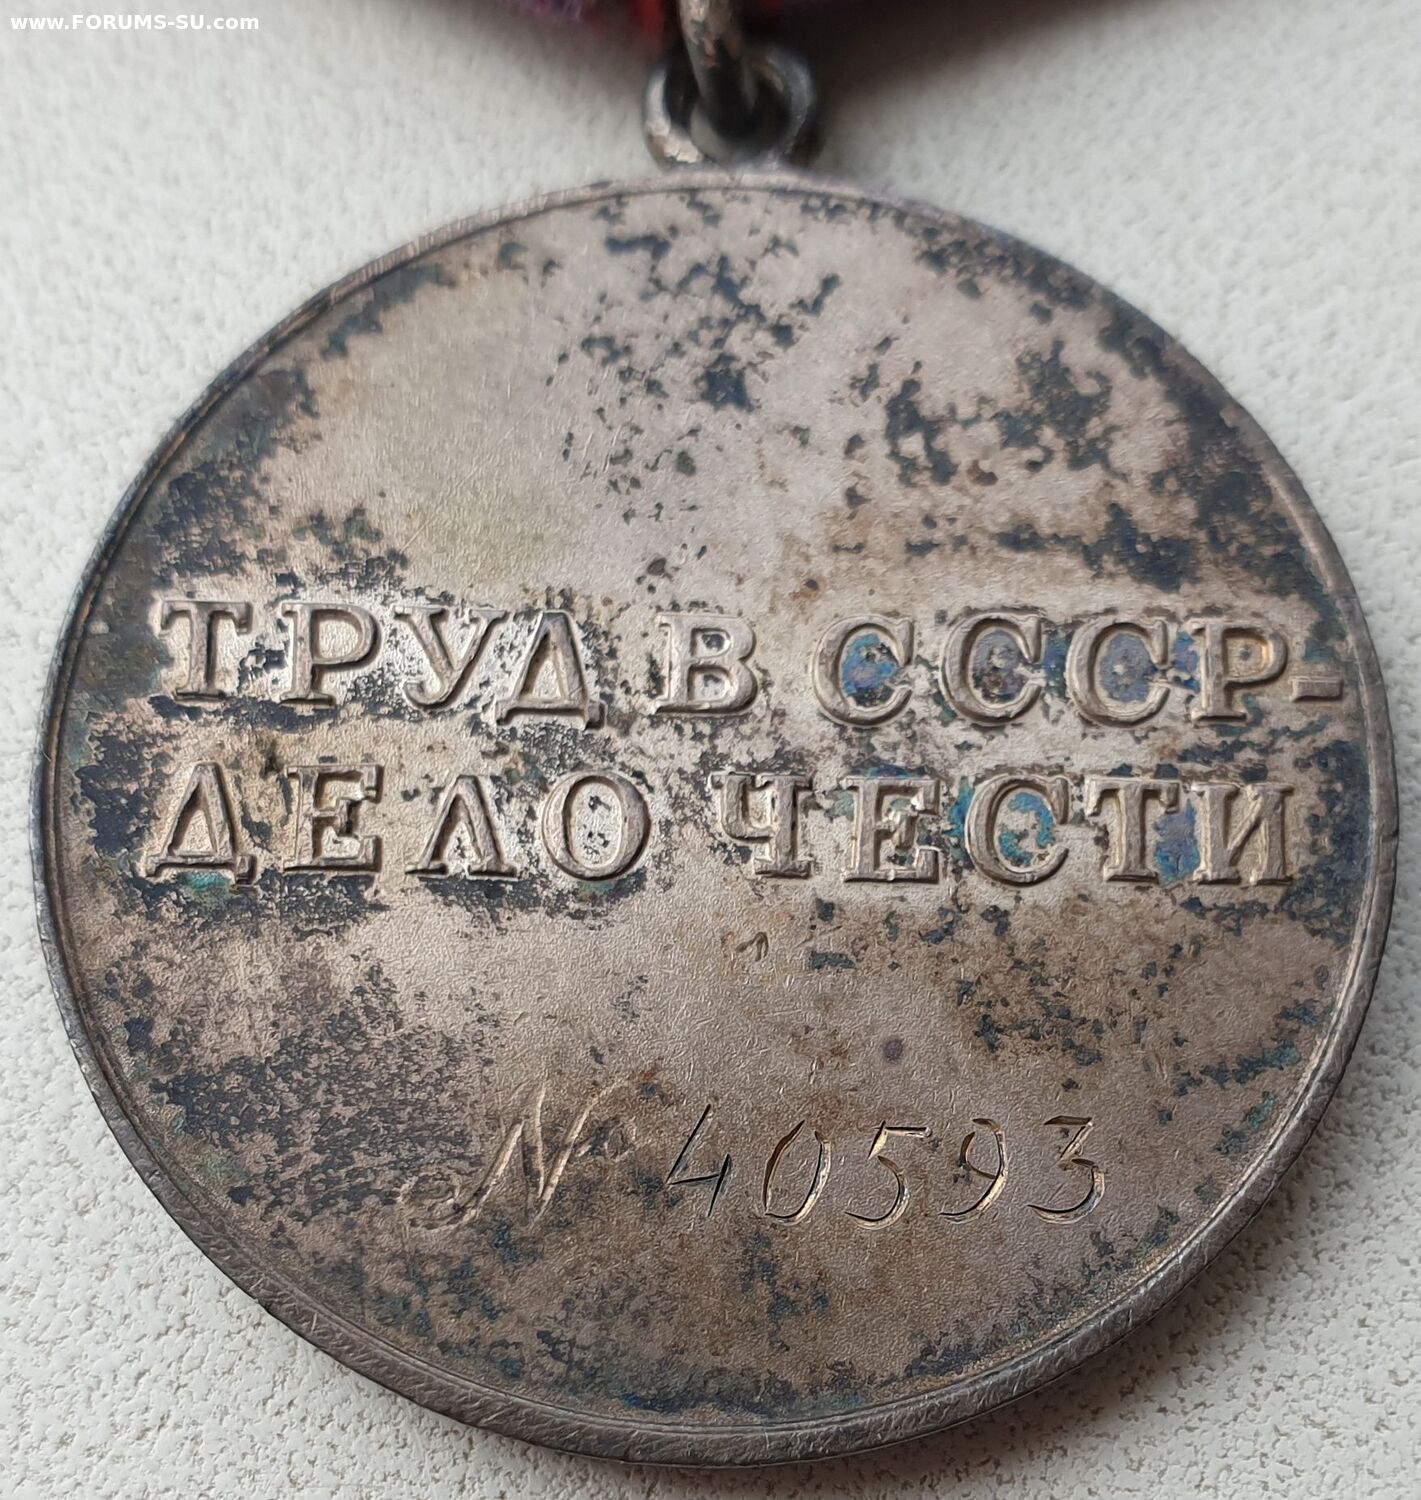 www.FORUMS-SU.com
ТРУД В СССР-
ДЕЛО ЧЕСТИ
№ 40593